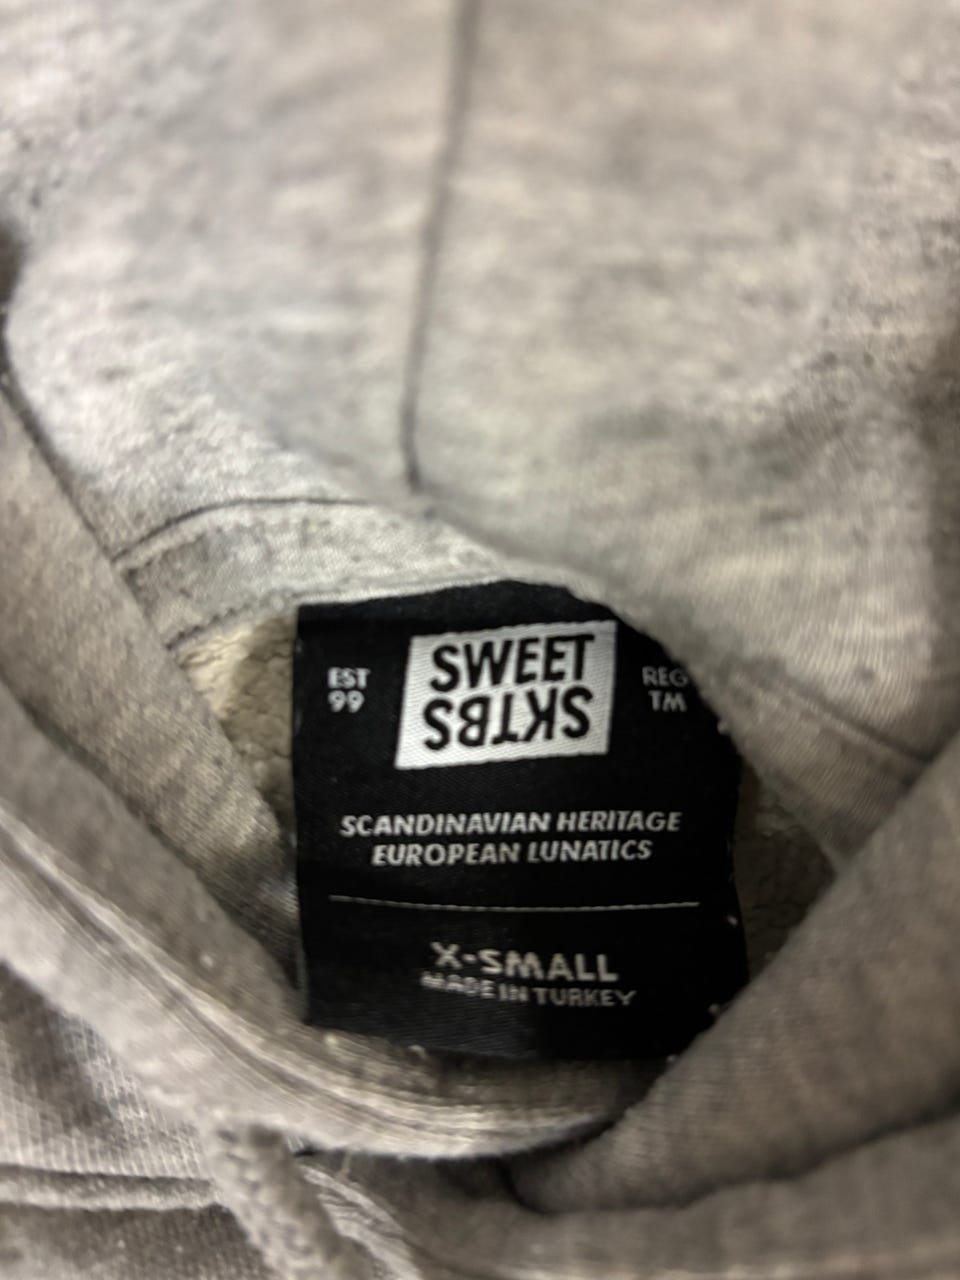 SWEET
SKTBS
EST
99
REG
TM
SCANDINAVIAN HERITAGE
EUROPEAN LUNATICS
X-SMALL
MADE IN TURKEY